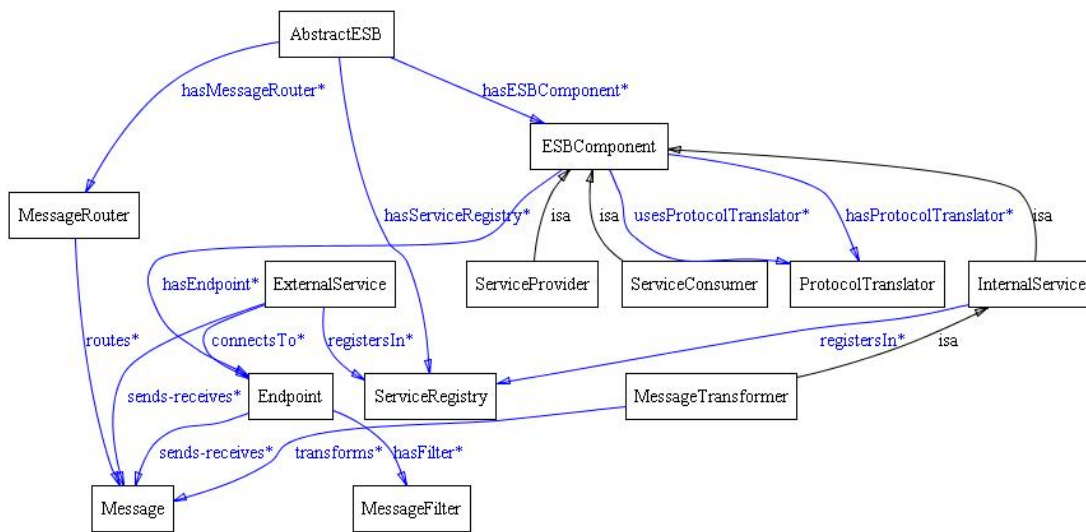 AbstractESB
hasMessageRouter*
hasESBComponent*
ESBComponent
MessageRouter
hasServiceRegistry*
isa
isa
usesProtocolTranslator*
hasProtocolTranslator*
isa
hasEndpoint*
ExternalService
ServiceProvider
ServiceConsumer
ProtocolTranslator
InternalService
routes*
connectsTo*
registersIn*
registersIn*
isa
sends-receives*
Endpoint
ServiceRegistry
MessageTransformer
sends-receives*
transforms*
hasFilter*
Message
MessageFilter